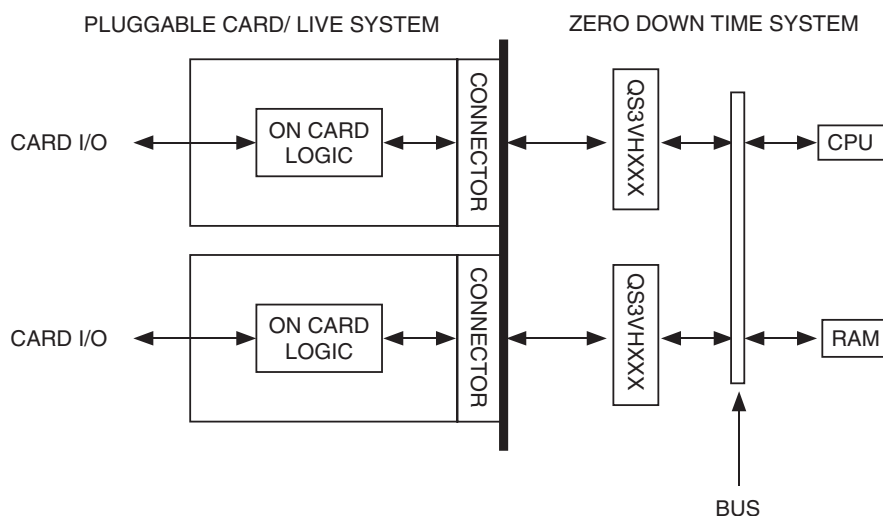 PLUGGABLE CARD/ LIVE SYSTEM
ZERO DOWN TIME SYSTEM
CARD I/O
ON CARD
LOGIC
CONNECTOR
QS3VHXXX
CPU
CARD I/O
ON CARD
LOGIC
CONNECTOR
QS3VHXXX
RAM
BUS